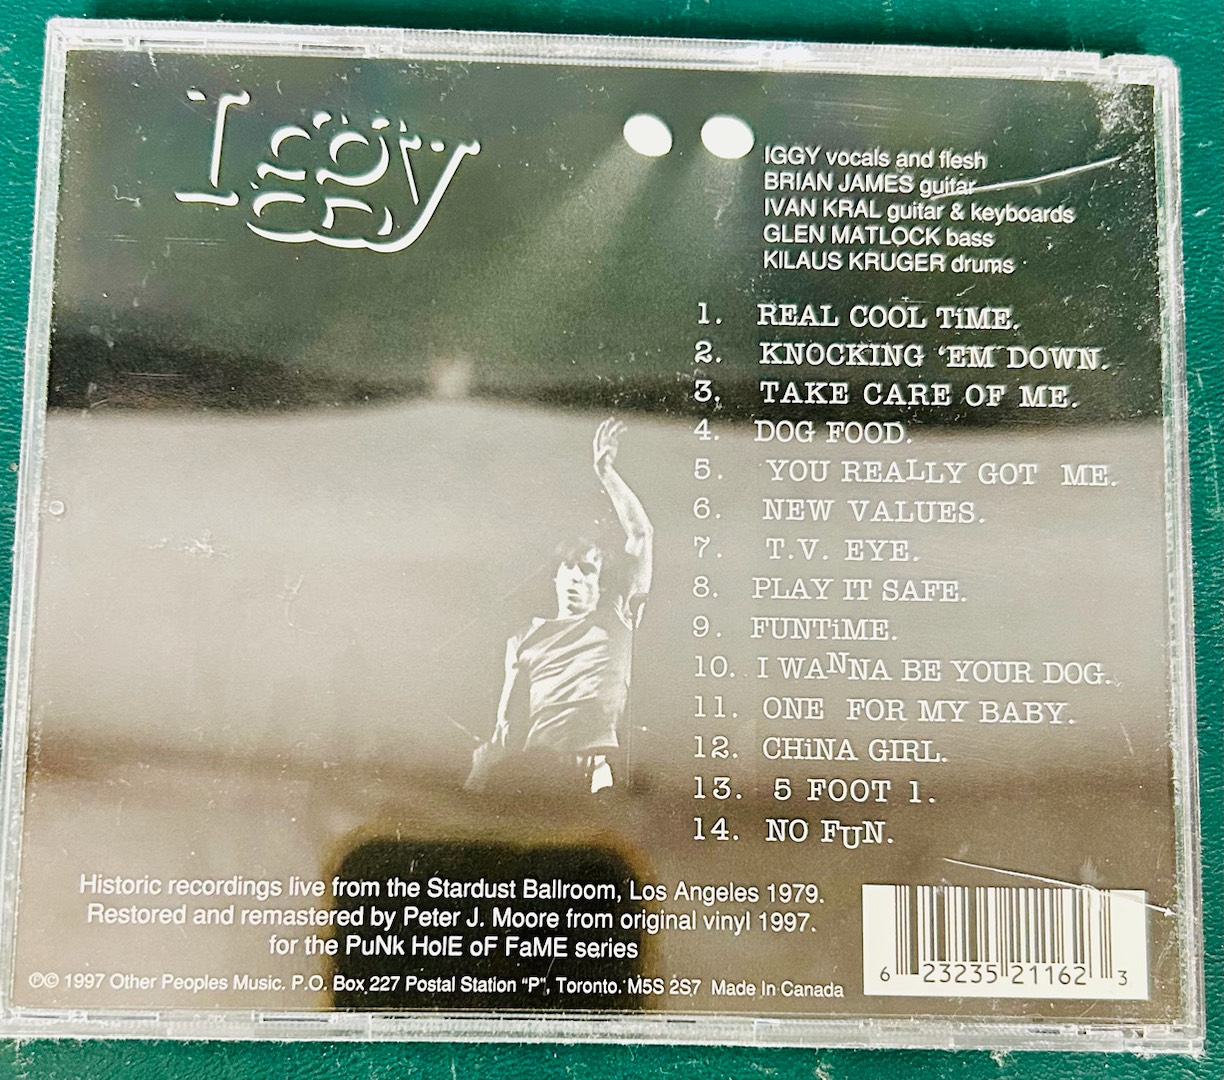 Iggy
IGGY vocals and flesh
BRIAN JAMES guitar
IVAN KRAL guitar & keyboards
GLEN MATLOCK bass
KILAUS KRUGER drums
1. REAL COOL TiME.
2. KNOCKING 'EM DOWN.
3. TAKE CARE OF ME.
4. DOG FOOD.
5. YOU REALLY GOT ME.
6. NEW VALUES.
7. T.V. EYE.
8. PLAY IT SAFE.
9. FUNTiME.
10. I WANNA BE YOUR DOG.
11. ONE FOR MY BABY.
12. CHiNA GIRL.
13. 5 FOOT 1.
14. NO FUN.
Historic recordings live from the Stardust Ballroom, Los Angeles 1979.
Restored and remastered by Peter J. Moore from original vinyl 1997.
for the PuNk HolE oF FaME series
℗© 1997 Other Peoples Music. P.O. Box 227 Postal Station "P", Toronto. M5S 2S7 Made In Canada
6 23235 21162 3